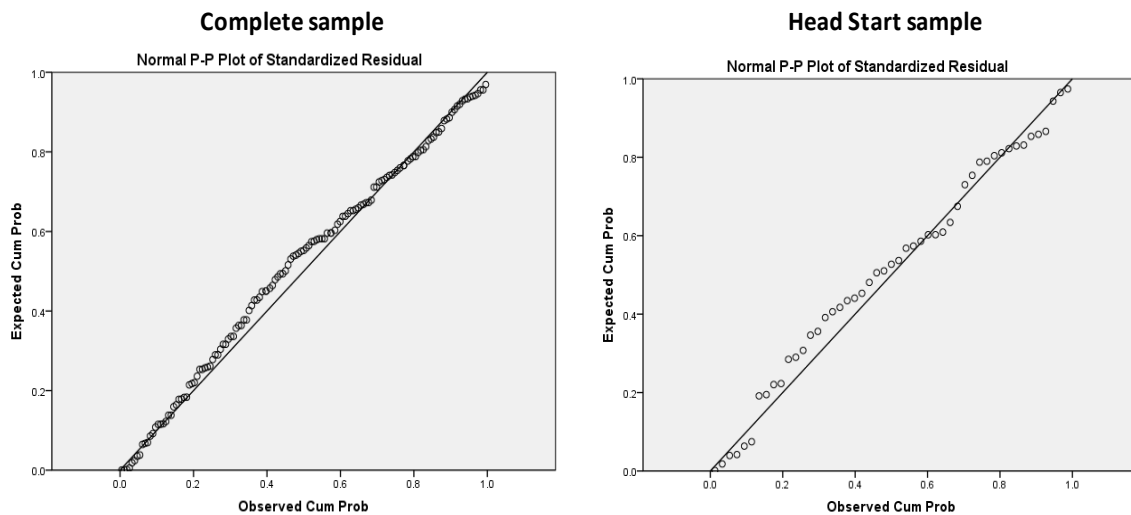 Complete sample
Normal P-P Plot of Standardized Residual
1.0
0.8
0.6
0.4
0.2
0.0
0.0 0.2 0.4 0.6 0.8 1.0
Expected Cum Prob
Observed Cum Prob
Head Start sample
Normal P-P Plot of Standardized Residual
1.0
0.8
0.6
0.4
0.2
0.0
0.0 0.2 0.4 0.6 0.8 1.0
Expected Cum Prob
Observed Cum Prob